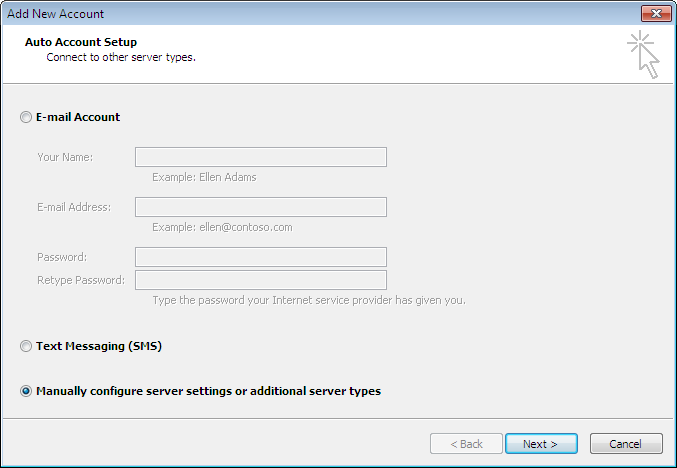 Add New Account
Auto Account Setup
Connect to other server types.
E-mail Account
Your Name:
Example: Ellen Adams
E-mail Address:
Example: ellen@contoso.com
Password:
Retype Password:
Type the password your Internet service provider has given you.
Text Messaging (SMS)
Manually configure server settings or additional server types
< Back Next > Cancel